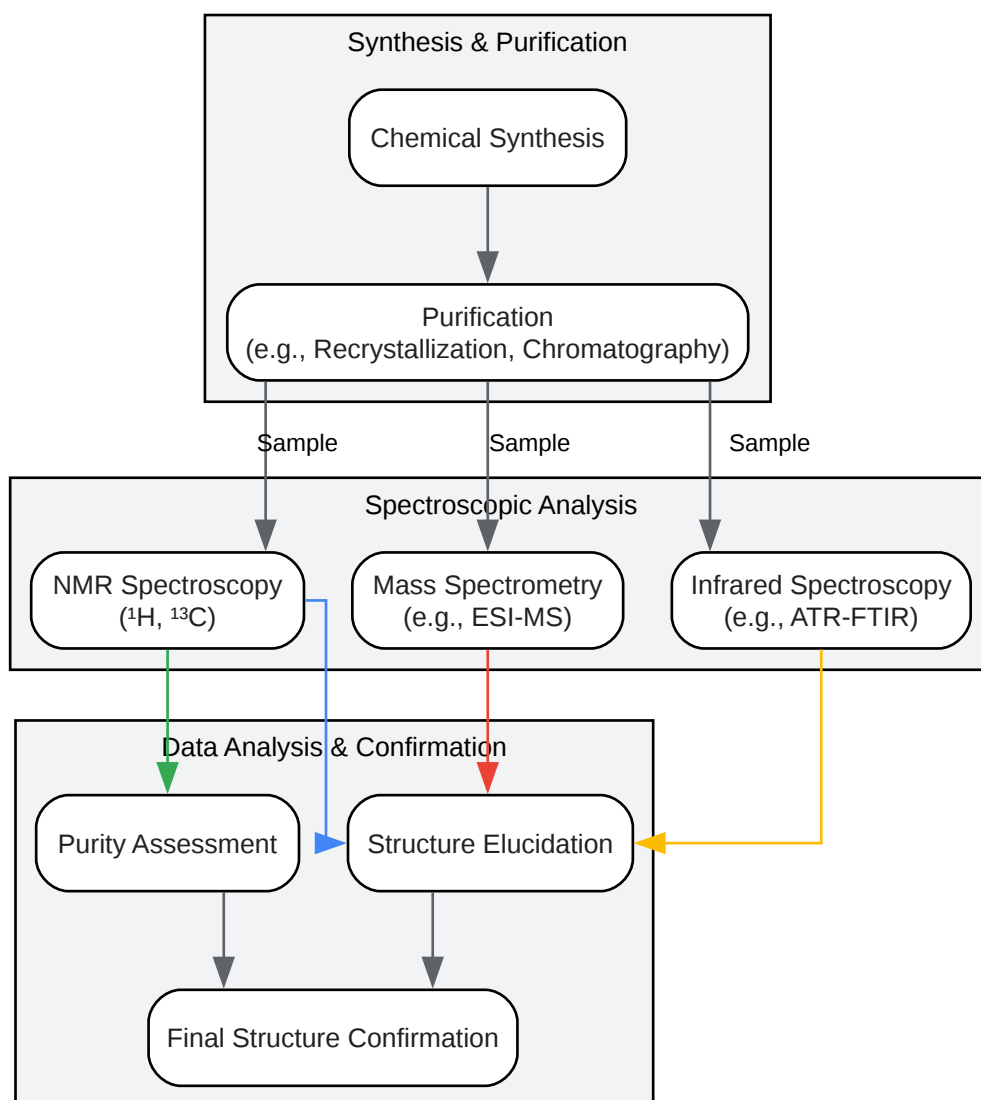 Synthesis & Purification
Chemical Synthesis
Purification
(e.g., Recrystallization, Chromatography)
Sample
Sample
Sample
Spectroscopic Analysis
NMR Spectroscopy
(¹H, ¹³C)
Mass Spectrometry
(e.g., ESI-MS)
Infrared Spectroscopy
(e.g., ATR-FTIR)
Data Analysis & Confirmation
Purity Assessment
Structure Elucidation
Final Structure Confirmation